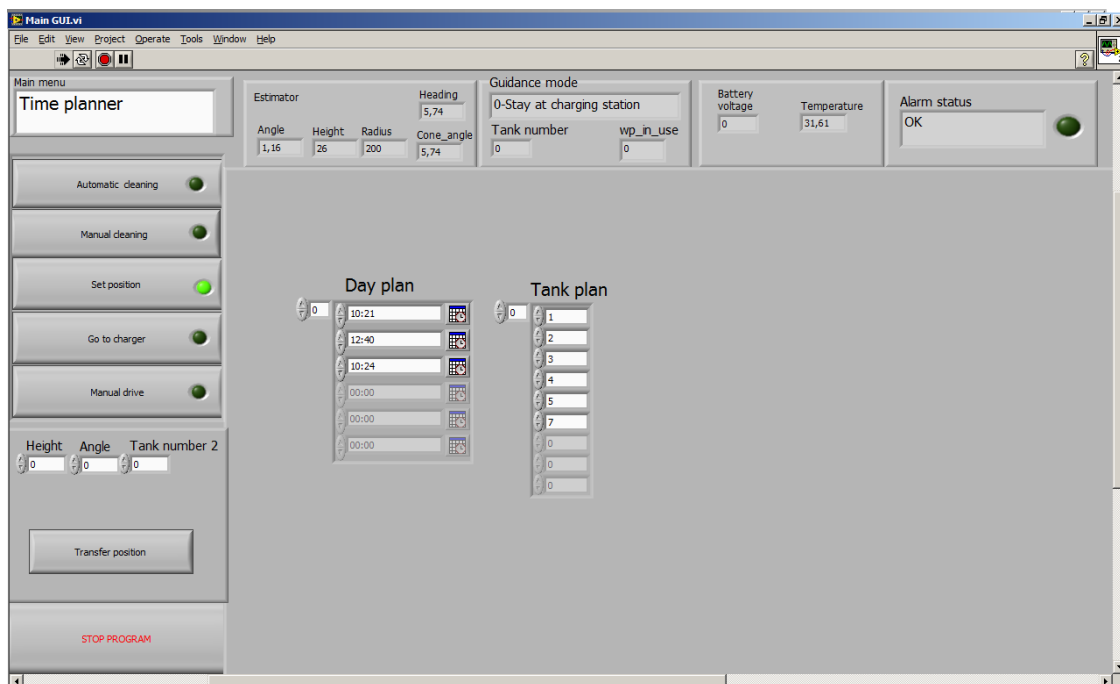 Main GUI.vi
File Edit View Project Operate Tools Window Help
Main menu
Time planner
Estimator
Heading
5,74
Angle Height Radius Cone_angle
1,16 26 200 5,74
Guidance mode
0-Stay at charging station
Tank number wp_in_use
0 0
Battery voltage Temperature
0 31,61
Alarm status
OK
Automatic cleaning
Manual cleaning
Set position
Go to charger
Manual drive
Height Angle Tank number 2
0 0 0
Transfer position
STOP PROGRAM
Day plan
0 10:21
12:40
10:24
00:00
00:00
00:00
Tank plan
0 1
2
3
4
5
7
0
0
0